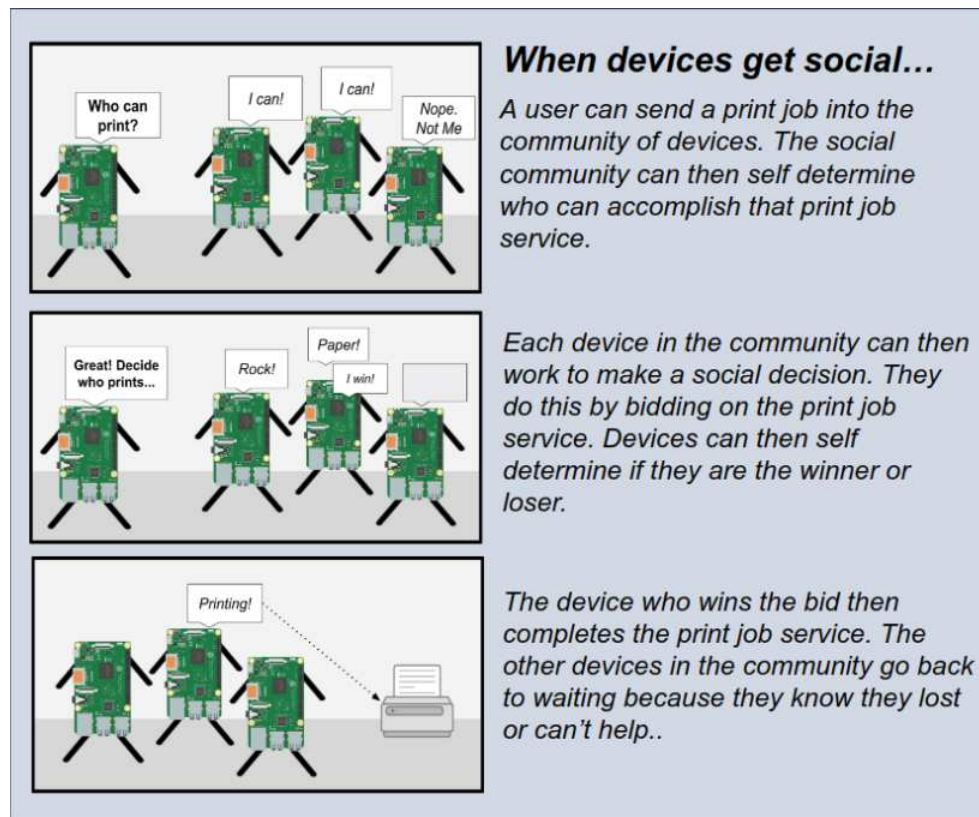 When devices get social…
Who can
print?
I can!
I can!
Nope.
Not Me
A user can send a print job into the
community of devices. The social
community can then self determine
who can accomplish that print job
service.
Great! Decide
who prints...
Rock!
Paper!
I win!
Each device in the community can then
work to make a social decision. They
do this by bidding on the print job
service. Devices can then self
determine if they are the winner or
loser.
Printing!
The device who wins the bid then
completes the print job service. The
other devices in the community go back
to waiting because they know they lost
or can't help..